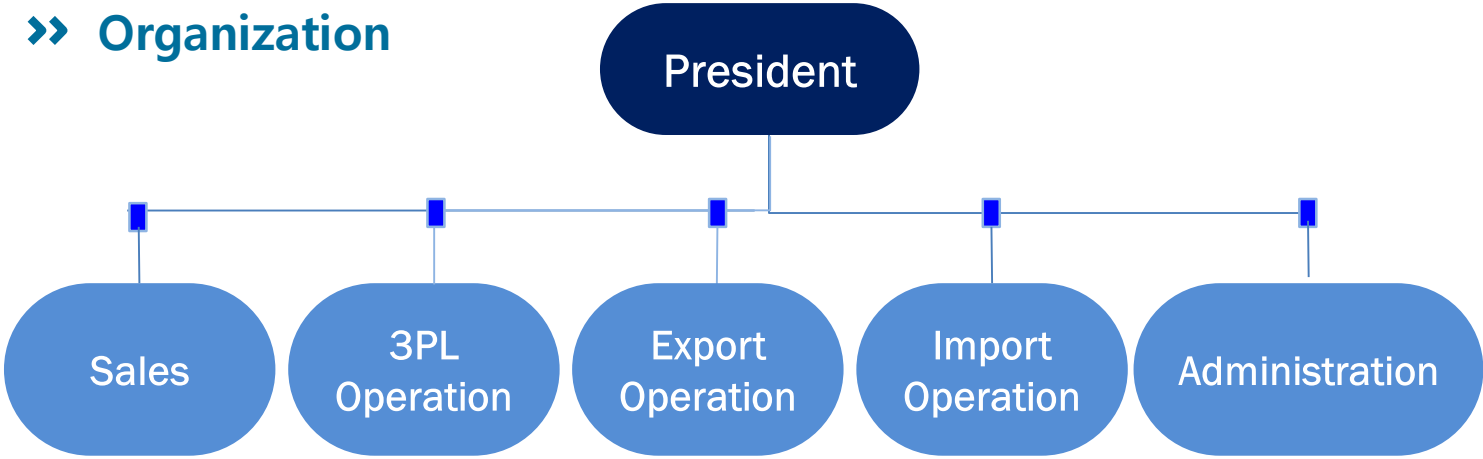 Organization
President
Sales
3PL
Operation
Export
Operation
Import
Operation
Administration